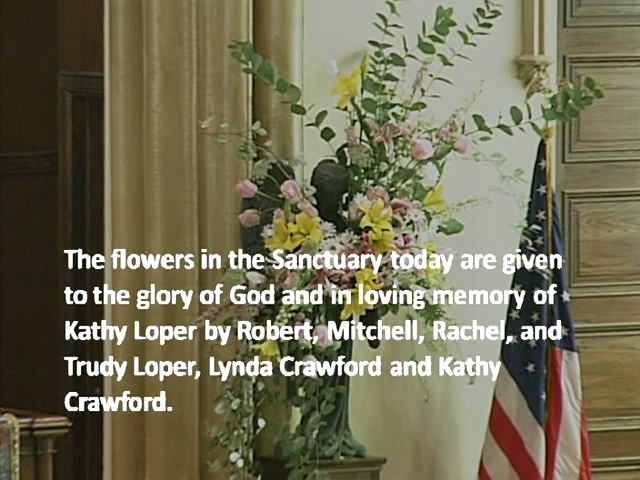 The flowers in the Sanctuary today are given
to the glory of God and in loving memory of
Kathy Loper by Robert, Mitchell, Rachel, and
Trudy Loper, Lynda Crawford and Kathy
Crawford.